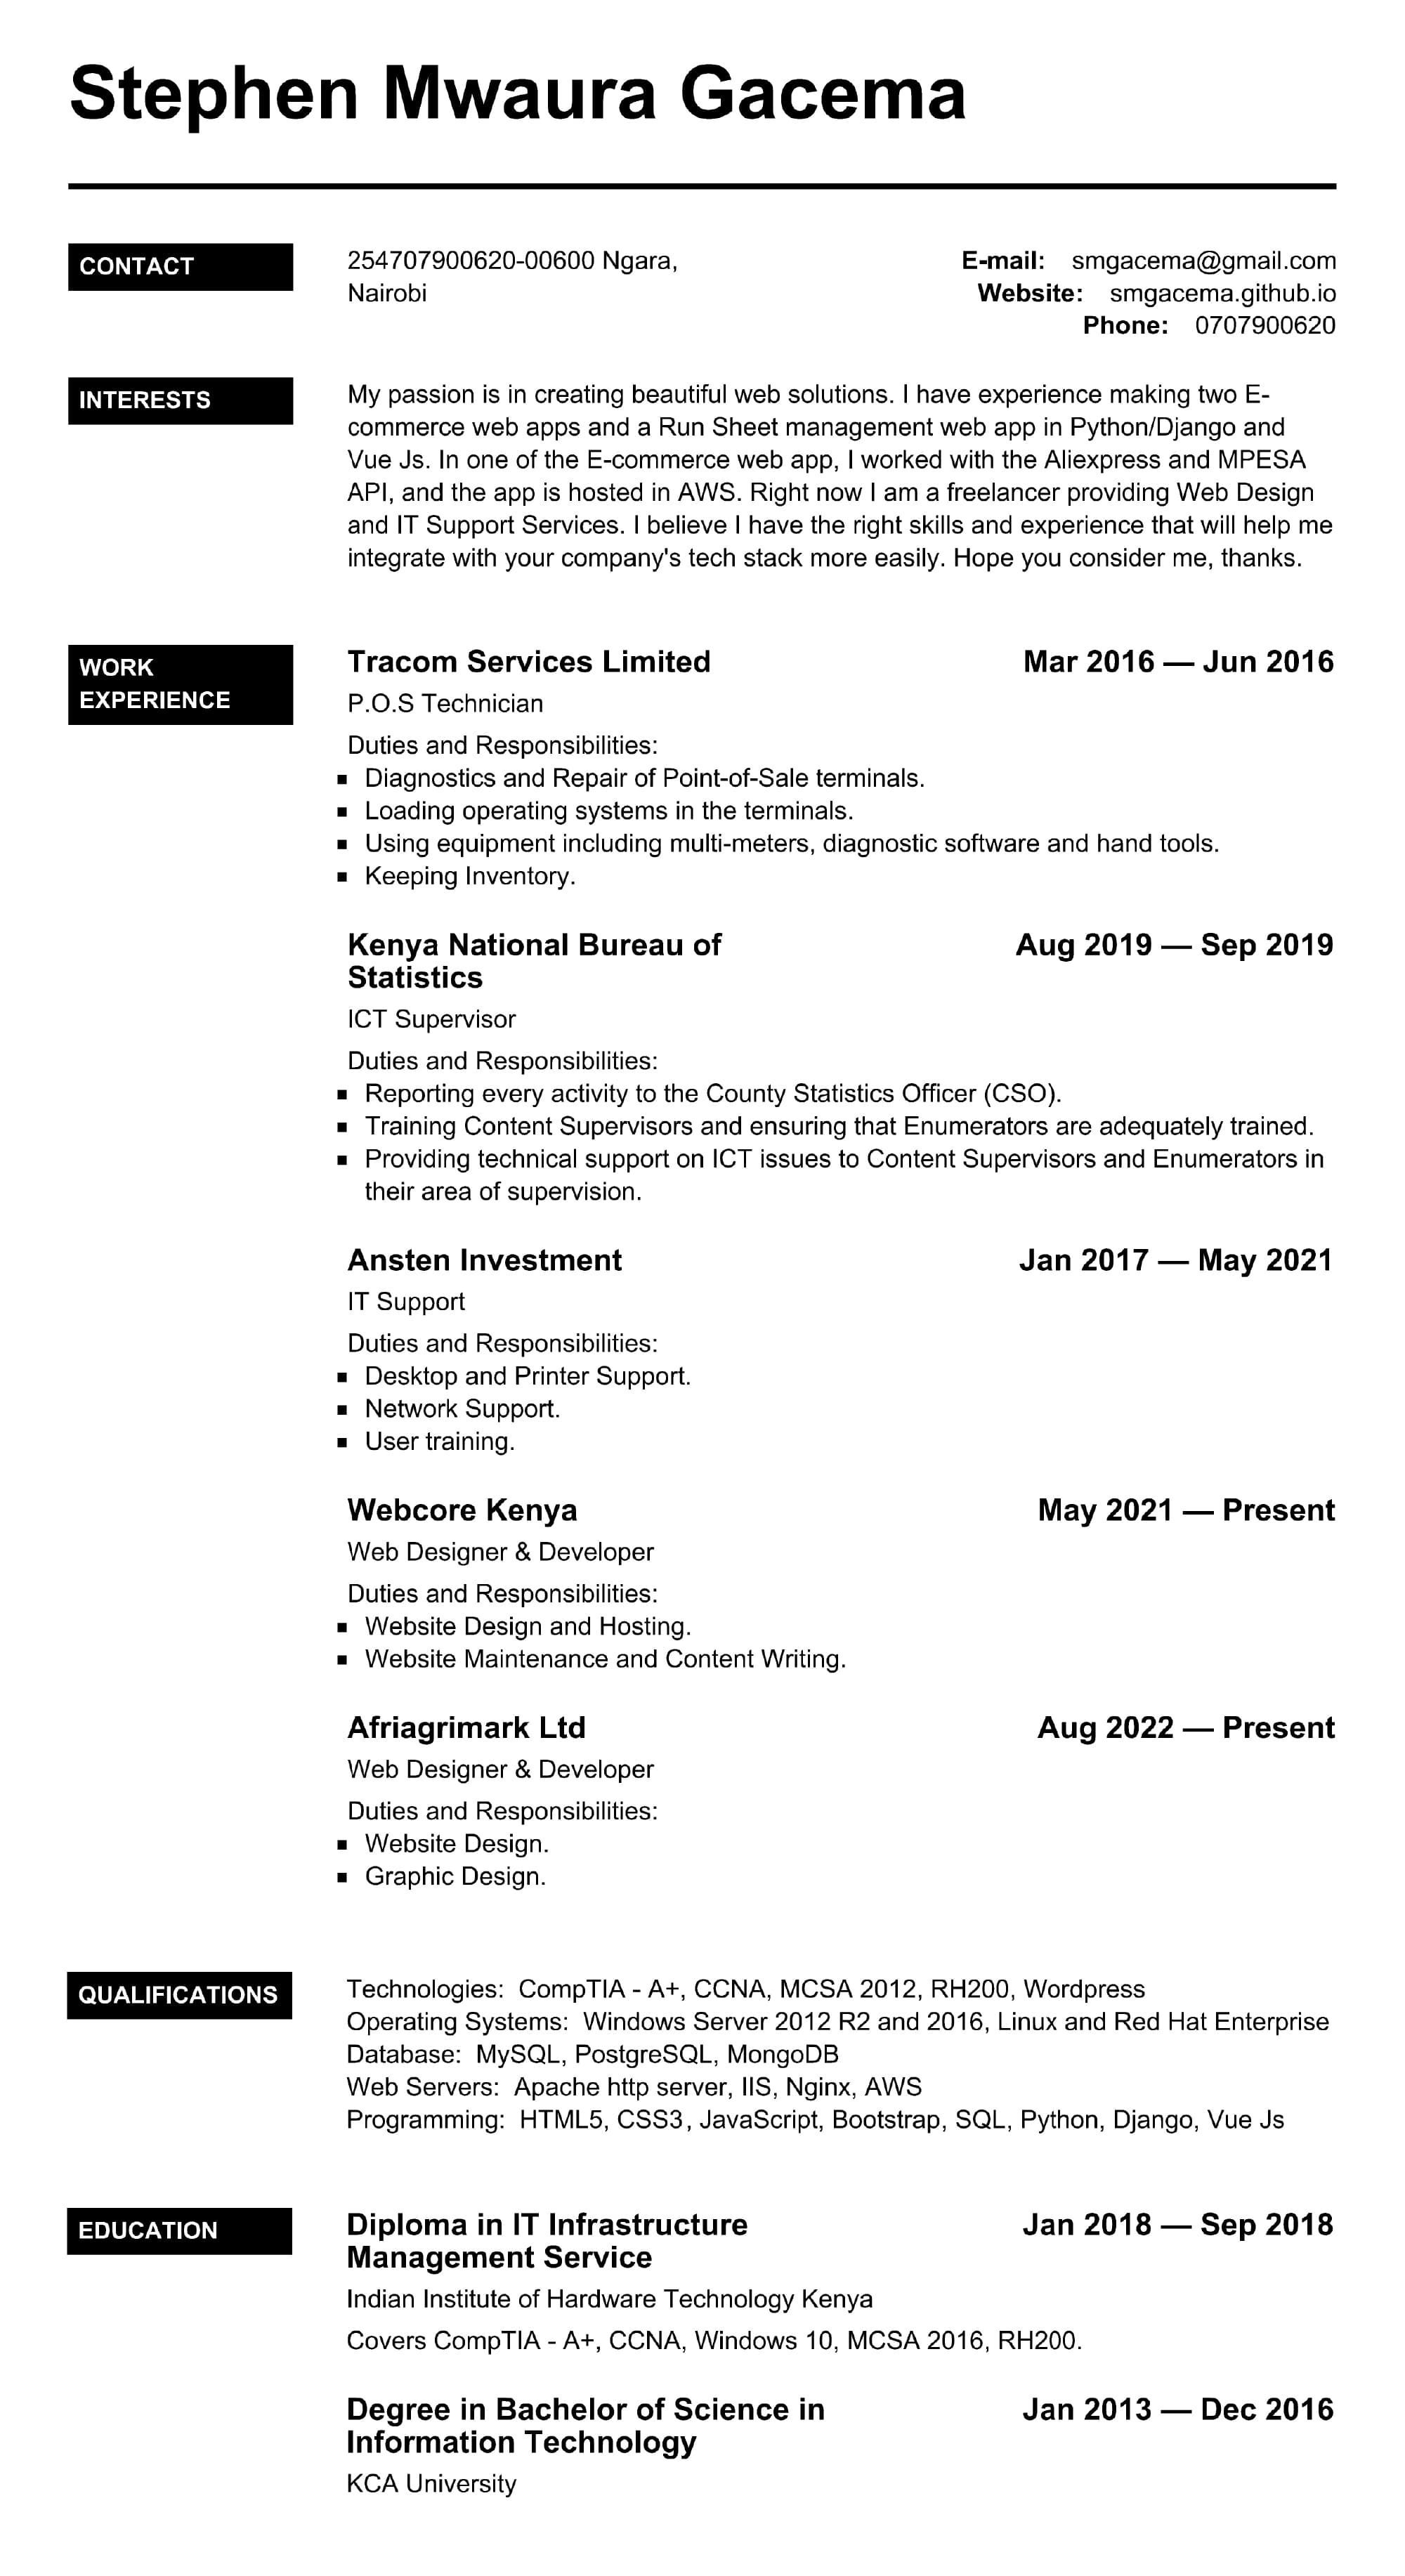 Stephen Mwaura Gacema
CONTACT
254707900620-00600 Ngara,
Nairobi
E-mail: smgacema@gmail.com
Website: smgacema.github.io
Phone: 0707900620
INTERESTS
My passion is in creating beautiful web solutions. I have experience making two E-
commerce web apps and a Run Sheet management web app in Python/Django and
Vue Js. In one of the E-commerce web app, I worked with the Aliexpress and MPESA
API, and the app is hosted in AWS. Right now I am a freelancer providing Web Design
and IT Support Services. I believe I have the right skills and experience that will help me
integrate with your company's tech stack more easily. Hope you consider me, thanks.
WORK
EXPERIENCE
Tracom Services Limited Mar 2016 — Jun 2016
P.O.S Technician
Duties and Responsibilities:
▪ Diagnostics and Repair of Point-of-Sale terminals.
▪ Loading operating systems in the terminals.
▪ Using equipment including multi-meters, diagnostic software and hand tools.
▪ Keeping Inventory.
Kenya National Bureau of Aug 2019 — Sep 2019
Statistics
ICT Supervisor
Duties and Responsibilities:
▪ Reporting every activity to the County Statistics Officer (CSO).
▪ Training Content Supervisors and ensuring that Enumerators are adequately trained.
▪ Providing technical support on ICT issues to Content Supervisors and Enumerators in
their area of supervision.
Ansten Investment Jan 2017 — May 2021
IT Support
Duties and Responsibilities:
▪ Desktop and Printer Support.
▪ Network Support.
▪ User training.
Webcore Kenya May 2021 — Present
Web Designer & Developer
Duties and Responsibilities:
▪ Website Design and Hosting.
▪ Website Maintenance and Content Writing.
Afriagrimark Ltd Aug 2022 — Present
Web Designer & Developer
Duties and Responsibilities:
▪ Website Design.
▪ Graphic Design.
QUALIFICATIONS
Technologies: CompTIA - A+, CCNA, MCSA 2012, RH200, Wordpress
Operating Systems: Windows Server 2012 R2 and 2016, Linux and Red Hat Enterprise
Database: MySQL, PostgreSQL, MongoDB
Web Servers: Apache http server, IIS, Nginx, AWS
Programming: HTML5, CSS3, JavaScript, Bootstrap, SQL, Python, Django, Vue Js
EDUCATION
Diploma in IT Infrastructure Jan 2018 — Sep 2018
Management Service
Indian Institute of Hardware Technology Kenya
Covers CompTIA - A+, CCNA, Windows 10, MCSA 2016, RH200.
Degree in Bachelor of Science in Jan 2013 — Dec 2016
Information Technology
KCA University